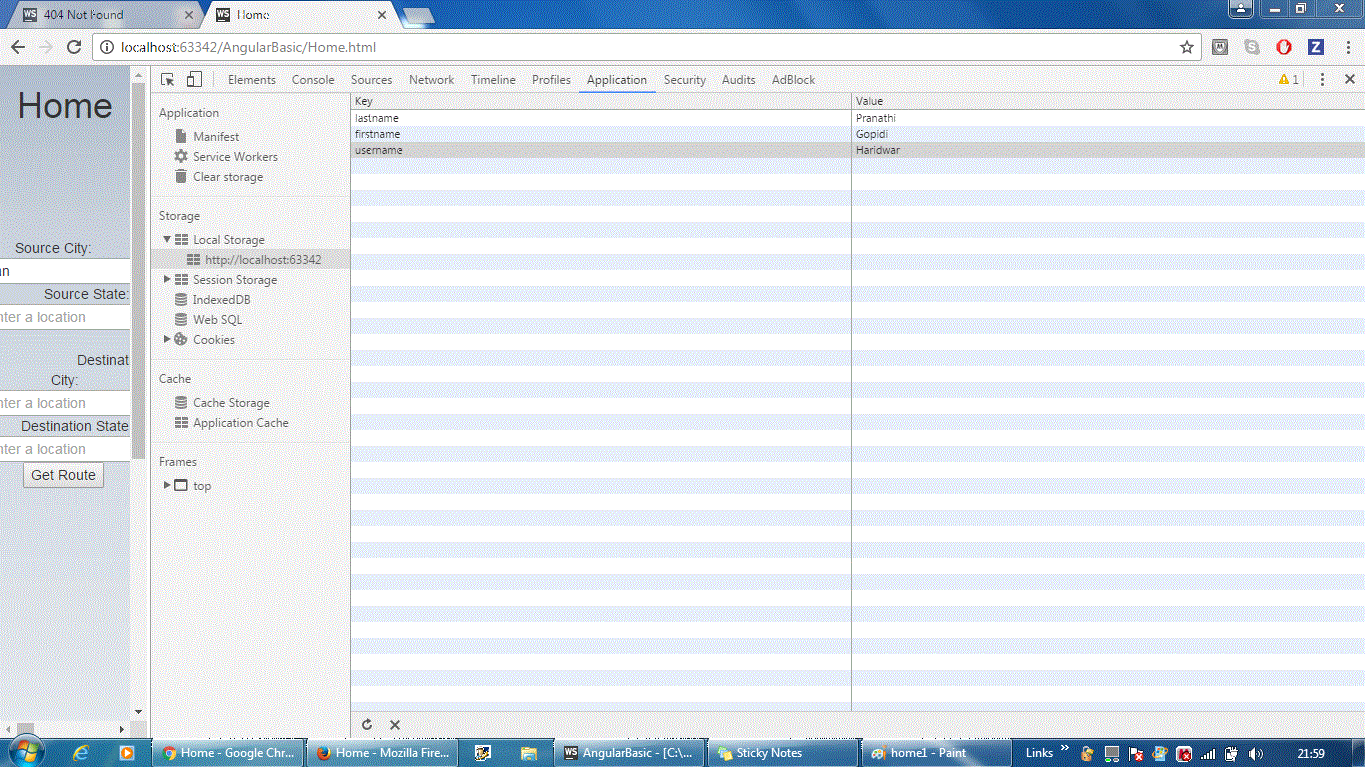 404 Not Found
Home
localhost:63342/AngularBasic/Home.html
Elements Console Sources Network Timeline Profiles Application Security Audits AdBlock 1
Home
Source City:
Source State:
nter a location
Destinat
City:
nter a location
Destination State
nter a location
Get Route
Application
Manifest
Service Workers
Clear storage
Storage
Local Storage
http://localhost:63342
Session Storage
IndexedDB
Web SQL
Cookies
Cache
Cache Storage
Application Cache
Frames
top
Key Value
lastname Pranathi
firstname Gopidi
username Haridwar
Home - Google Chr... Home - Mozilla Fire... WS AngularBasic - [C:\... Sticky Notes home1 - Paint Links » 21:59